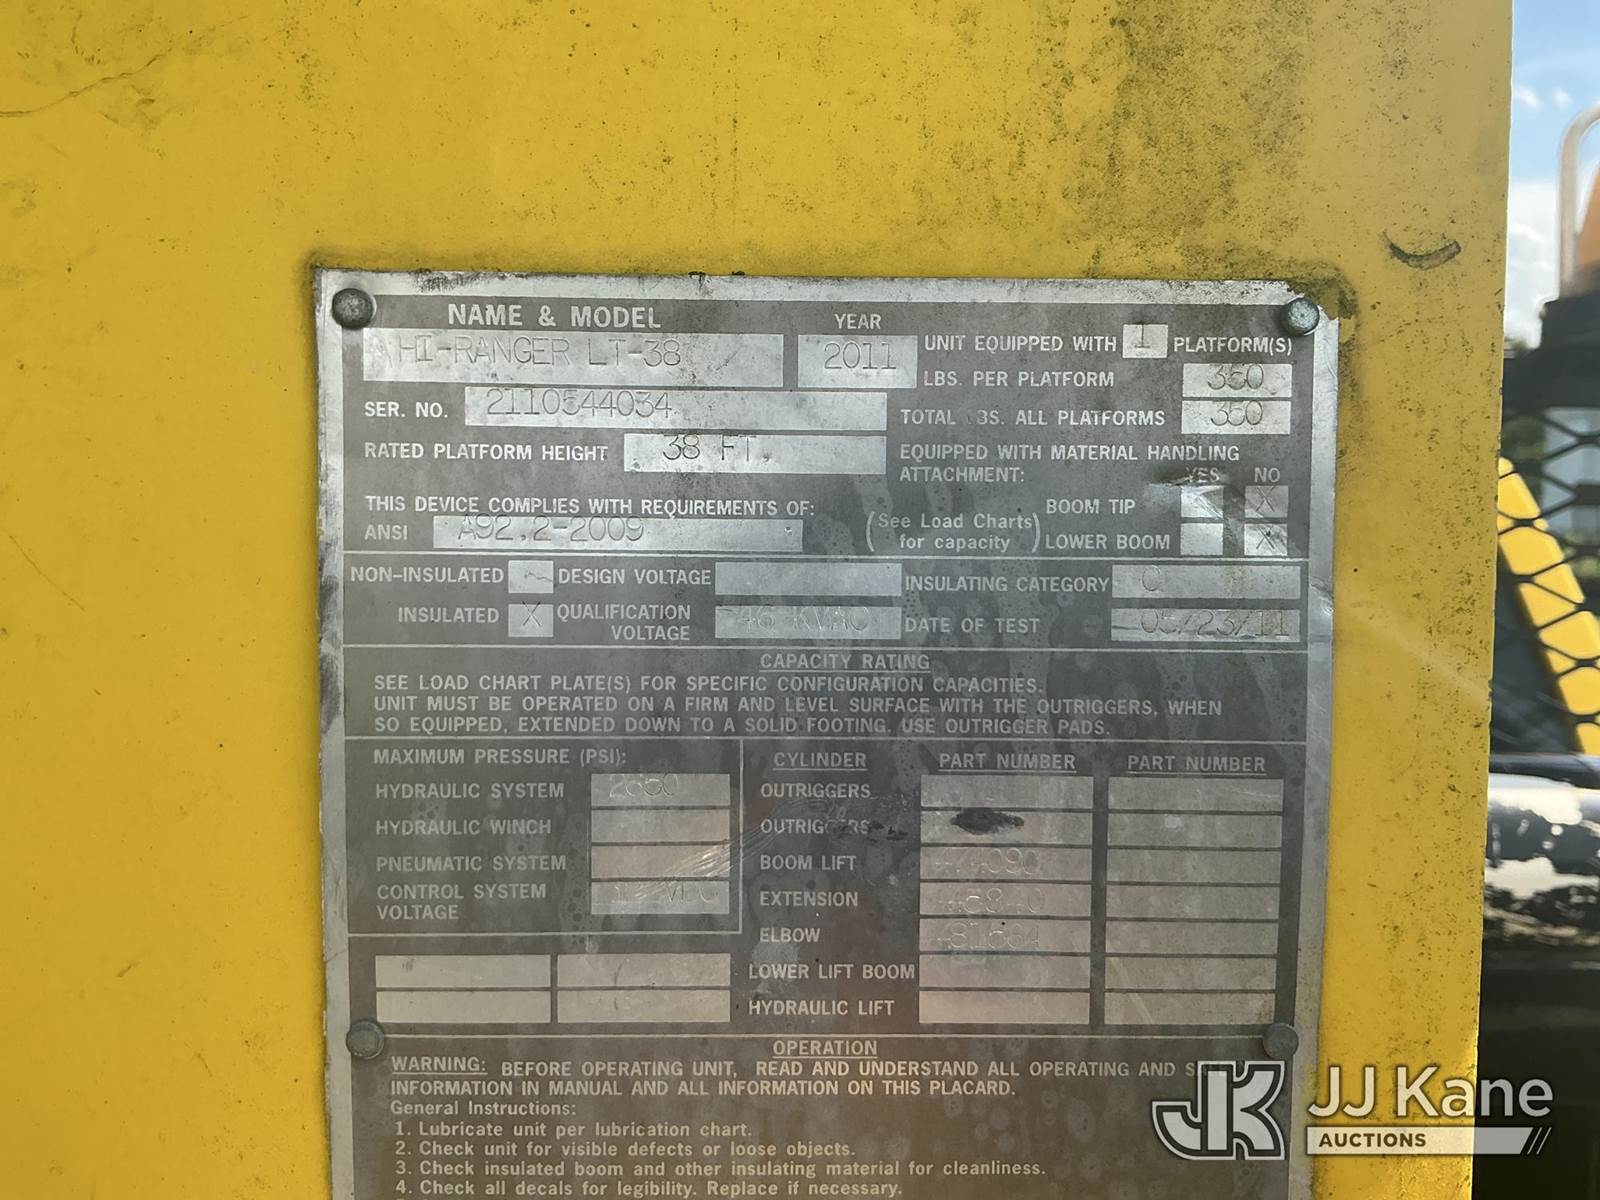 NAME & MODEL
HI-RANGER LT-38
YEAR
2011
UNIT EQUIPPED WITH 1 PLATFORM(S)
LBS. PER PLATFORM 350
SER. NO. 2110544034
TOTAL LBS. ALL PLATFORMS 350
RATED PLATFORM HEIGHT 38 FT.
EQUIPPED WITH MATERIAL HANDLING
ATTACHMENT: YES NO
THIS DEVICE COMPLIES WITH REQUIREMENTS OF:
ANSI A92.2-2009
(See Load Charts
for capacity)
BOOM TIP X
LOWER BOOM X
NON-INSULATED
DESIGN VOLTAGE
INSULATING CATEGORY C
INSULATED X
QUALIFICATION
VOLTAGE 46 KVAC
DATE OF TEST 05/23/11
CAPACITY RATING
SEE LOAD CHART PLATE(S) FOR SPECIFIC CONFIGURATION CAPACITIES.
UNIT MUST BE OPERATED ON A FIRM AND LEVEL SURFACE WITH THE OUTRIGGERS, WHEN
SO EQUIPPED, EXTENDED DOWN TO A SOLID FOOTING. USE OUTRIGGER PADS.
MAXIMUM PRESSURE (PSI):
HYDRAULIC SYSTEM
HYDRAULIC WINCH
PNEUMATIC SYSTEM
CONTROL SYSTEM
VOLTAGE
CYLINDER PART NUMBER PART NUMBER
OUTRIGGERS
OUTRIGGERS
BOOM LIFT
EXTENSION
ELBOW
LOWER LIFT BOOM
HYDRAULIC LIFT
OPERATION
WARNING: BEFORE OPERATING UNIT, READ AND UNDERSTAND ALL OPERATING AND
INFORMATION IN MANUAL AND ALL INFORMATION ON THIS PLACARD.
General Instructions:
1. Lubricate unit per lubrication chart.
2. Check unit for visible defects or loose objects.
3. Check insulated boom and other insulating material for cleanliness.
4. Check all decals for legibility. Replace if necessary.
JK JJ Kane
AUCTIONS